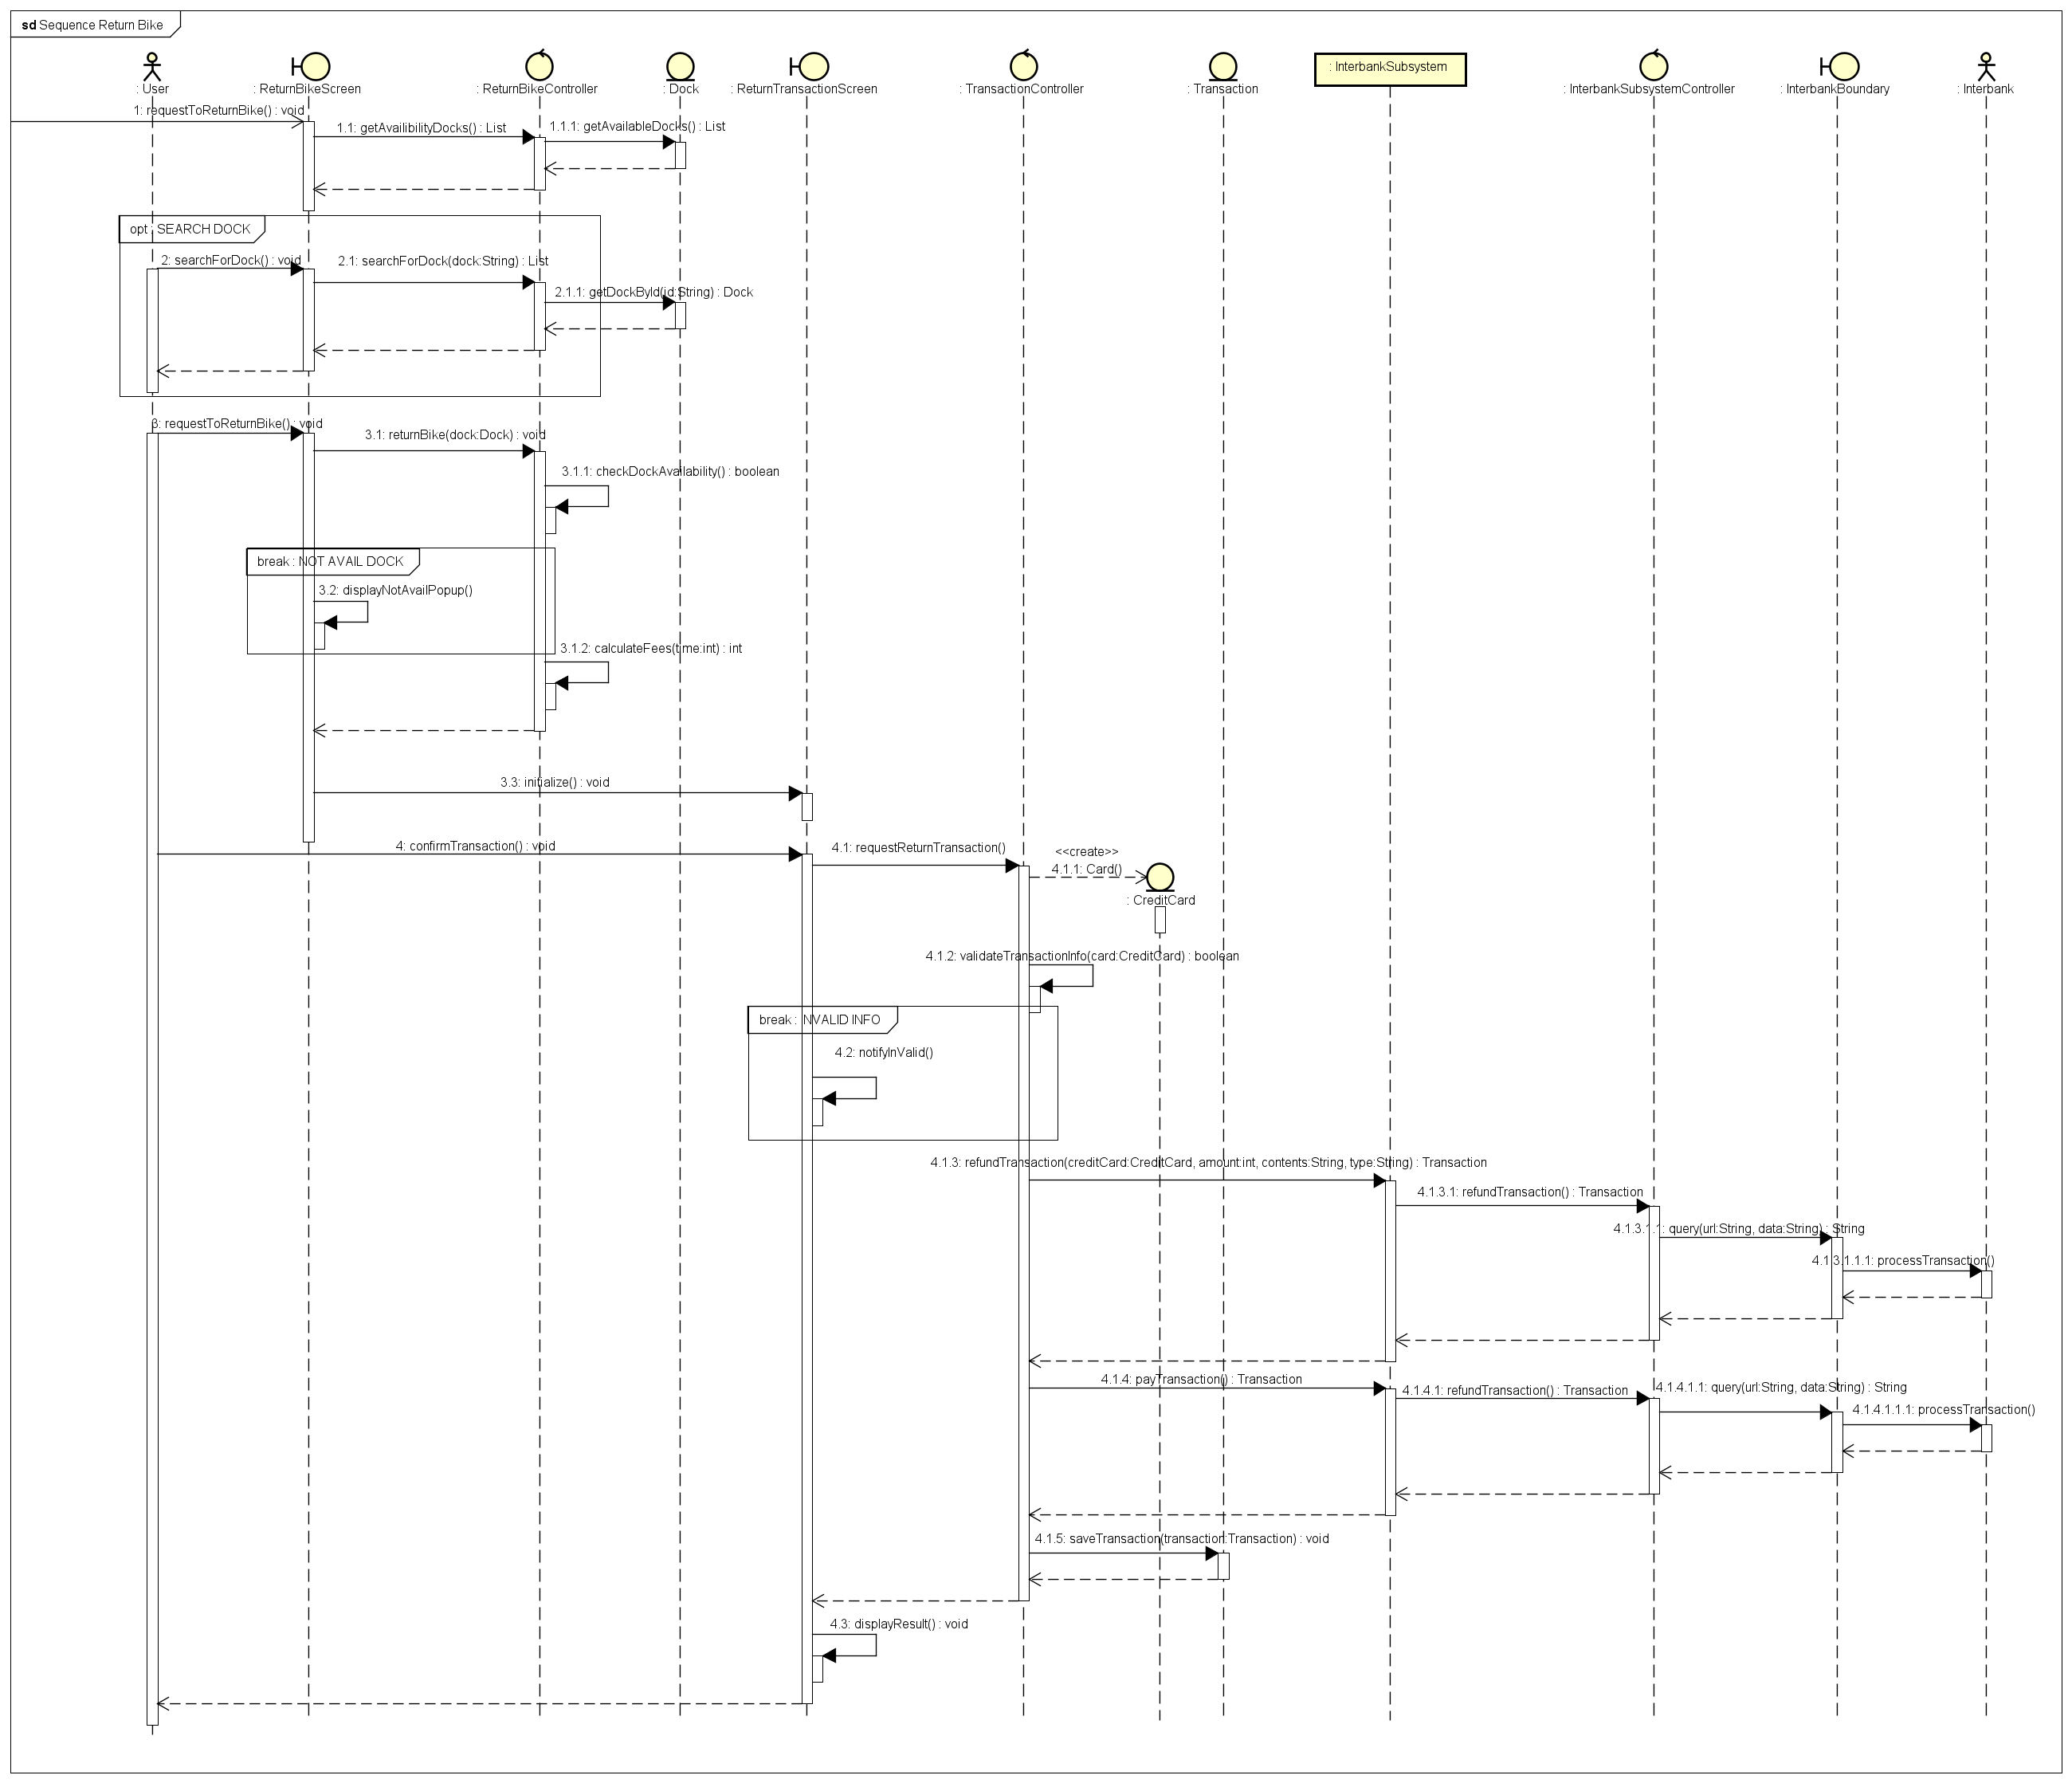 sd Sequence Return Bike
: User
: ReturnBikeScreen
: ReturnBikeController
: Dock
: ReturnTransactionScreen
: TransactionController
: Transaction
: InterbankSubsystem
: InterbankSubsystemController
: InterbankBoundary
: Interbank
1: requestToReturnBike() : void
1.1: getAvailibilityDocks() : List
1.1.1: getAvailableDocks() : List
opt : SEARCH DOCK
2: searchForDock() : void
2.1: searchForDock(dock:String) : List
2.1.1: getDockById(id:String) : Dock
3: requestToReturnBike() : void
3.1: returnBike(dock:Dock) : void
3.1.1: checkDockAvailability() : boolean
break : NOT AVAIL DOCK
3.2: displayNotAvailPopup()
3.1.2: calculateFees(time:int) : int
3.3: initialize() : void
4: confirmTransaction() : void
4.1: requestReturnTransaction()
<<create>>
4.1.1: Card()
: CreditCard
4.1.2: validateTransactionInfo(card:CreditCard) : boolean
break : INVALID INFO
4.2: notifyInValid()
4.1.3: refundTransaction(creditCard:CreditCard, amount:int, contents:String, type:String) : Transaction
4.1.3.1: refundTransaction() : Transaction
4.1.3.1.1: query(url:String, data:String) : String
4.1.3.1.1.1: processTransaction()
4.1.4: payTransaction() : Transaction
4.1.4.1: refundTransaction() : Transaction
4.1.4.1.1: query(url:String, data:String) : String
4.1.4.1.1.1: processTransaction()
4.1.5: saveTransaction(transaction:Transaction) : void
4.3: displayResult() : void